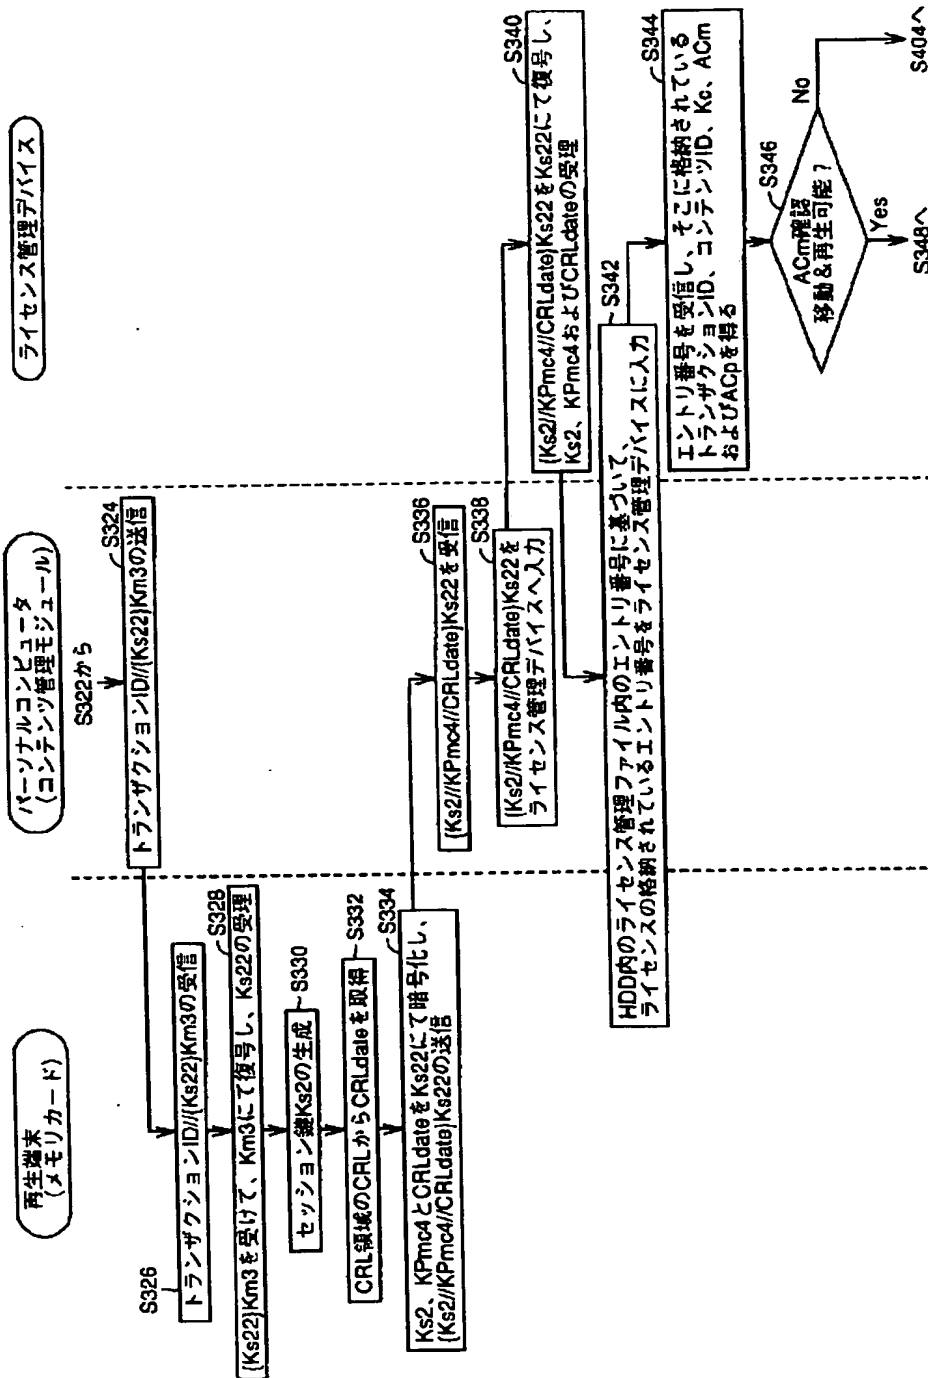 再生端末
(メモリカード)
パーソナルコンピュータ
(コンテンツ管理モジュール)
ライセンス管理デバイス
S322から
S324
トランザクションID//{Ks22}Km3の送信
S326
トランザクションID//{Ks22}Km3の受信
S328
{Ks22}Km3を受けて、Km3にて復号し、Ks22の受理
S330
セッション鍵Ks2の生成
S332
CRL領域のCRLからCRLdateを取得
S334
Ks2、KPmc4とCRLdateをKs22にて暗号化し、
{Ks2//KPmc4//CRLdate}Ks22の送信
S336
{Ks2//KPmc4//CRLdate}Ks22を受信
S338
{Ks2//KPmc4//CRLdate}Ks22を
ライセンス管理デバイスへ入力
S340
{Ks2//KPmc4//CRLdate}Ks22をKs22にて復号し、
Ks2、KPmc4およびCRLdateの受理
S342
HDD内のライセンス管理ファイル内のエントリ番号に基づいて、
ライセンスの格納されているエントリ番号をライセンス管理デバイスに入力
S344
エントリ番号を受信し、そこに格納されている
トランザクションID、コンテンツID、Kc、ACm
およびACpを得る
S346
ACm確認
移動&再生可能?
No
Yes
S348へ
S404へ